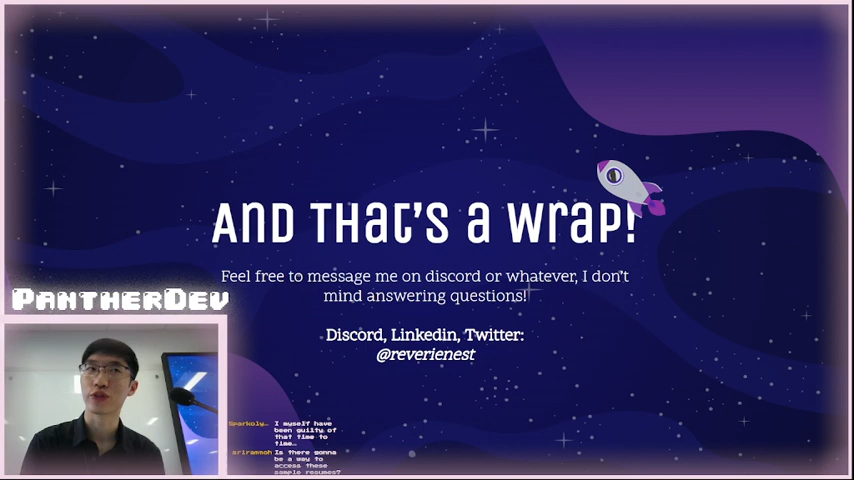 And that's a wrap!
Feel free to message me on discord or whatever, I don't
mind answering questions!
Discord, Linkedin, Twitter:
@reverienest
PantherDev
Sparkoly… I myself have
been guilty of
that time to
time…
srirammoh Is there gonna
be a way to
access these
sample resumes?